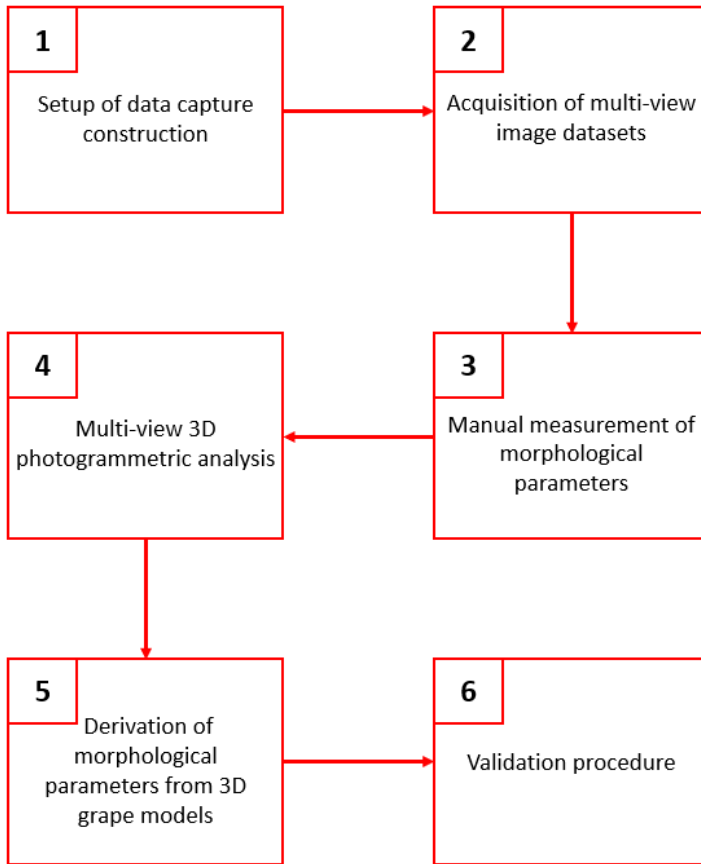 1
Setup of data capture
construction
2
Acquisition of multi-view
image datasets
3
Manual measurement of
morphological
parameters
4
Multi-view 3D
photogrammetric analysis
5
Derivation of
morphological
parameters from 3D
grape models
6
Validation procedure